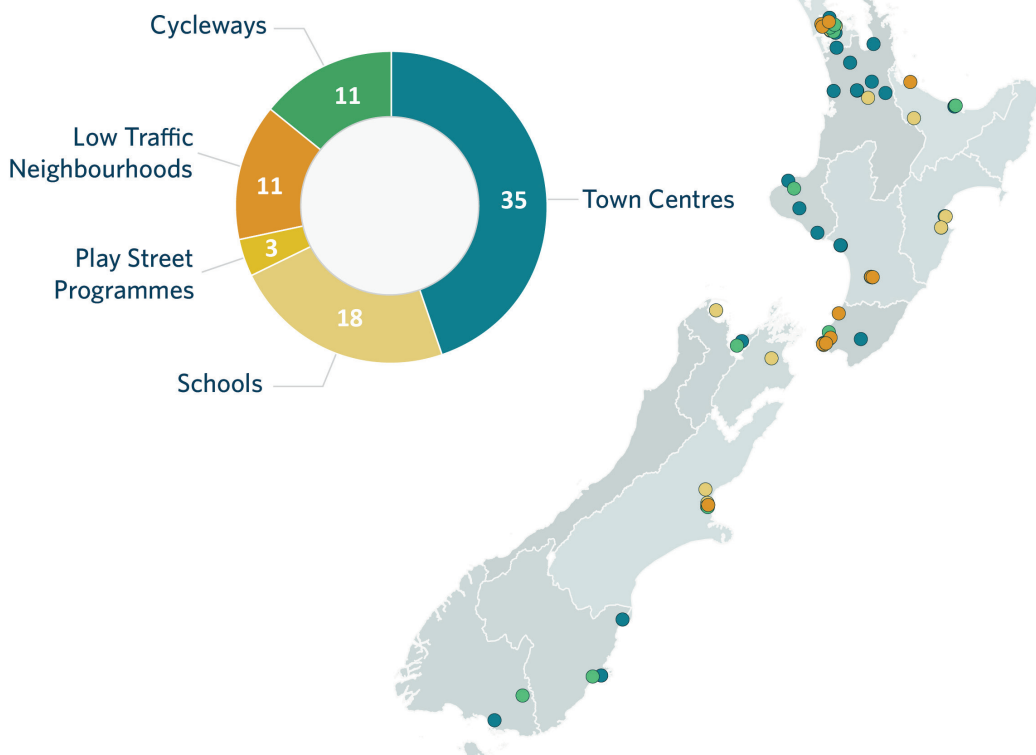 Cycleways
11
35
Town Centres
Low Traffic
Neighbourhoods
11
Play Street
Programmes
3
18
Schools